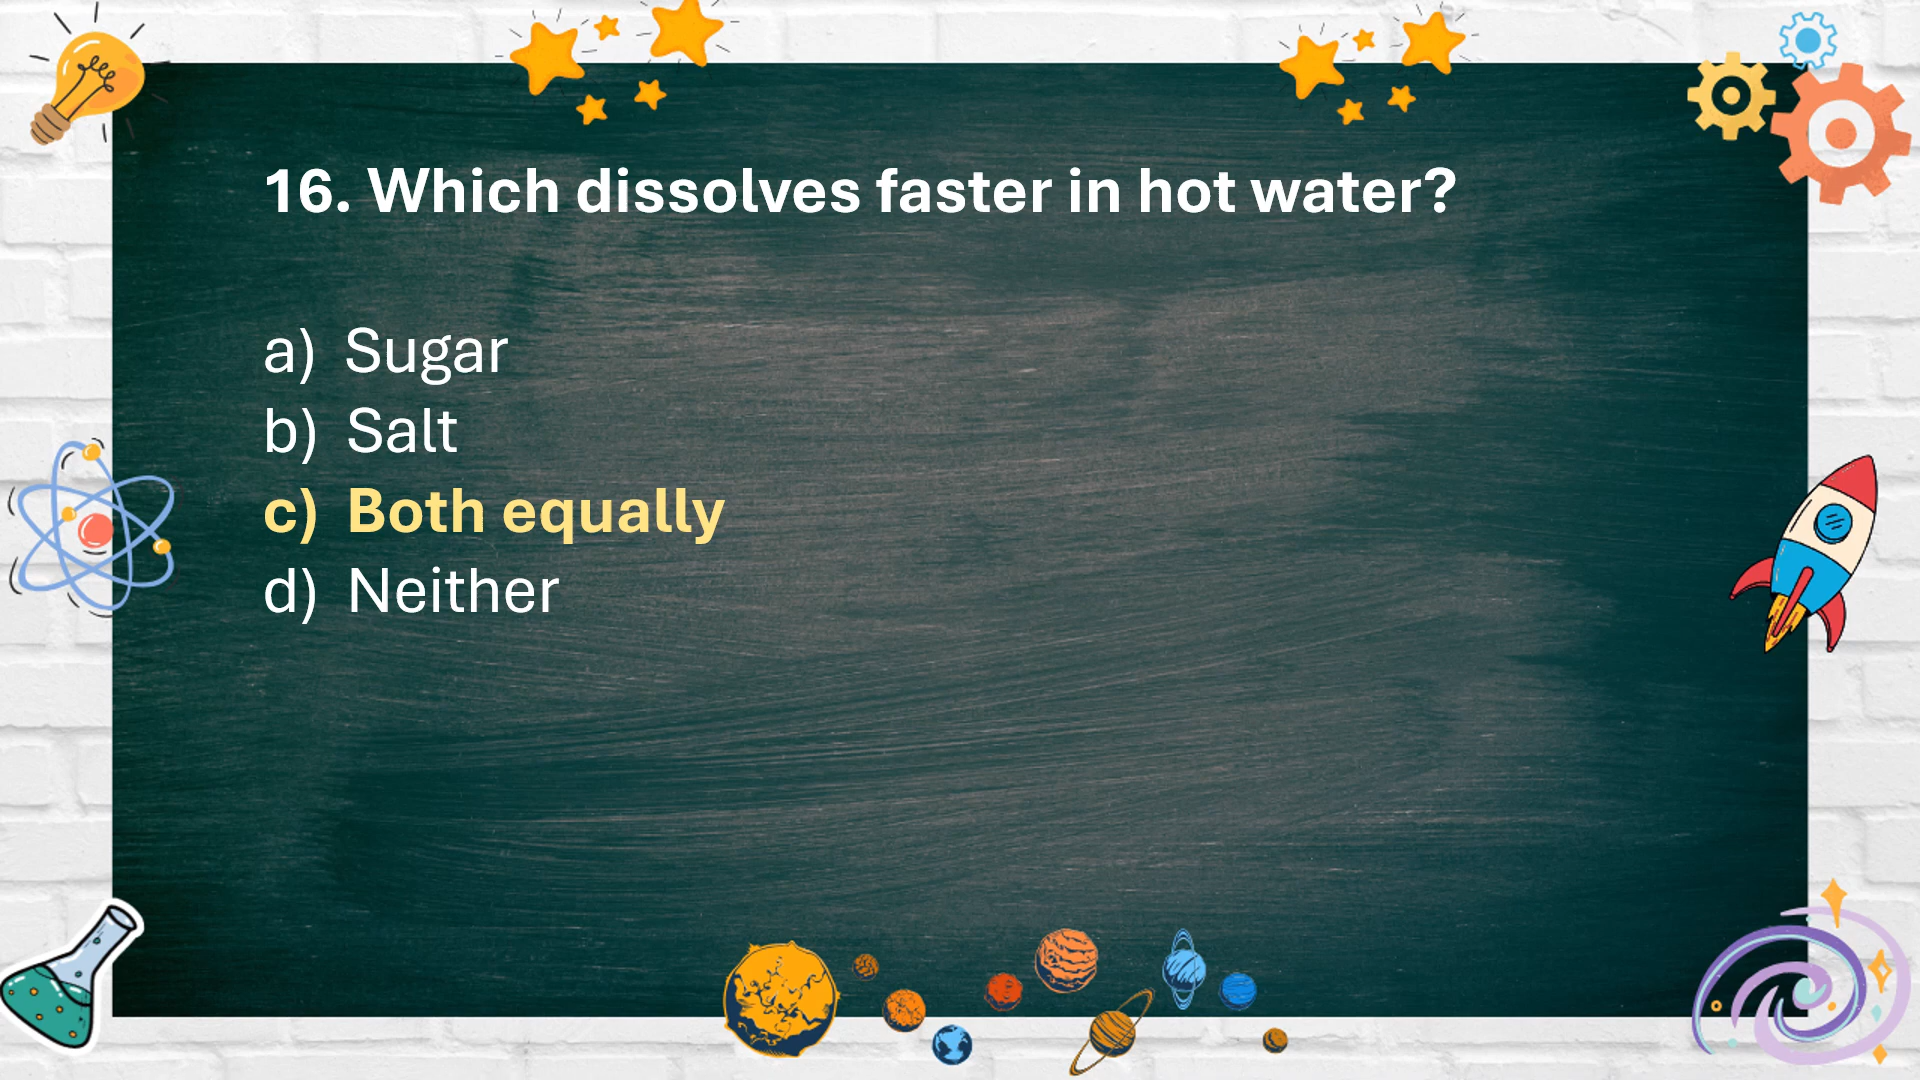 16. Which dissolves faster in hot water?
a) Sugar
b) Salt
c) Both equally
d) Neither